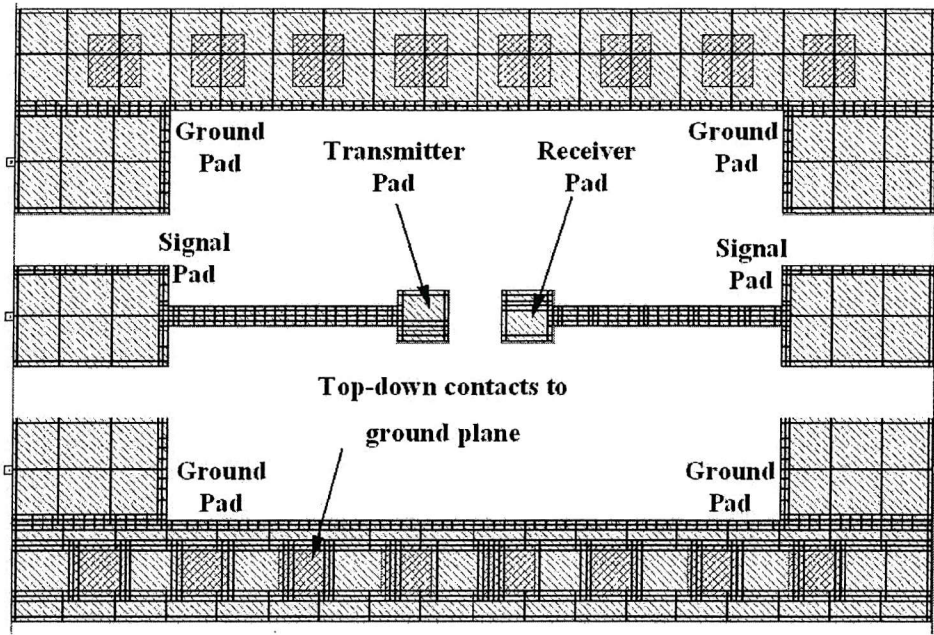 Ground
Pad
Transmitter
Pad
Receiver
Pad
Ground
Pad
Signal
Pad
Signal
Pad
Top-down contacts to
ground plane
Ground
Pad
Ground
Pad